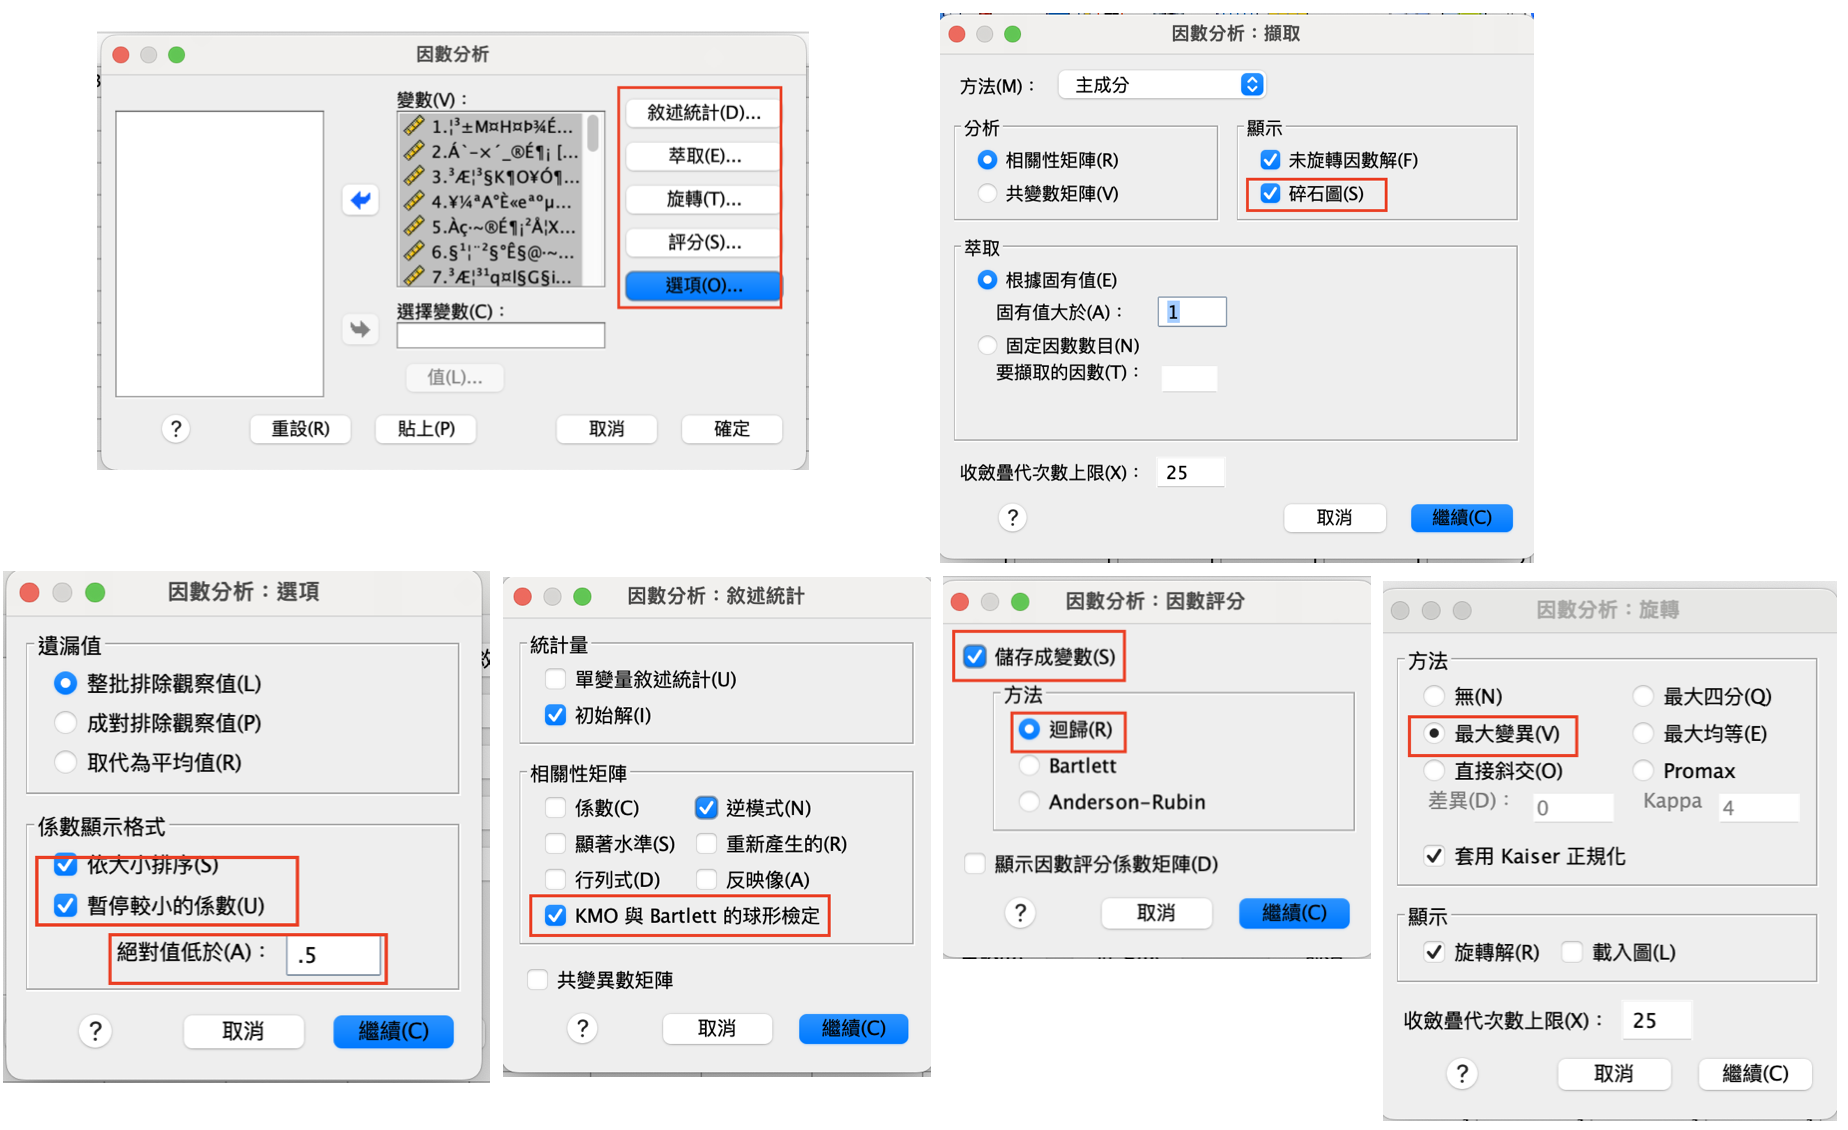 因數分析
變數(V)：
1.¦³±M¤H¤Þ¾É...
2.Á`-×´_®É¶¡ [...
3.³Æ¦³§K¶O¥Ó¶...
4.¥¼ªA°È«eªºµ...
5.Àç·~®É¶¡²Å¦X...
6.§¹¦¨²§°Ê§@·~...
7.³Æ¦³¹q¤l§G§i...
選擇變數(C)：
值(L)...
敘述統計(D)...
萃取(E)...
旋轉(T)...
評分(S)...
選項(O)...
?
重設(R)
貼上(P)
取消
確定
因數分析：擷取
方法(M)：
主成分
分析
相關性矩陣(R)
共變數矩陣(V)
顯示
未旋轉因數解(F)
碎石圖(S)
萃取
根據固有值(E)
固有值大於(A)：
1
固定因數數目(N)
要擷取的因數(T)：
收斂疊代次數上限(X)：
25
?
取消
繼續(C)
因數分析：選項
遺漏值
整批排除觀察值(L)
成對排除觀察值(P)
取代為平均值(R)
係數顯示格式
依大小排序(S)
暫停較小的係數(U)
絕對值低於(A)：
.5
?
取消
繼續(C)
因數分析：敘述統計
統計量
單變量敘述統計(U)
初始解(I)
相關性矩陣
係數(C)
逆模式(N)
顯著水準(S)
重新產生的(R)
行列式(D)
反映像(A)
KMO 與 Bartlett 的球形檢定
共變異數矩陣
?
取消
繼續(C)
因數分析：因數評分
儲存成變數(S)
方法
迴歸(R)
Bartlett
Anderson-Rubin
顯示因數評分係數矩陣(D)
?
取消
繼續(C)
因數分析：旋轉
方法
無(N)
最大四分(Q)
最大變異(V)
最大均等(E)
直接斜交(O)
Promax
差異(D)：
0
Kappa
4
套用 Kaiser 正規化
顯示
旋轉解(R)
載入圖(L)
收斂疊代次數上限(X)：
25
?
取消
繼續(C)